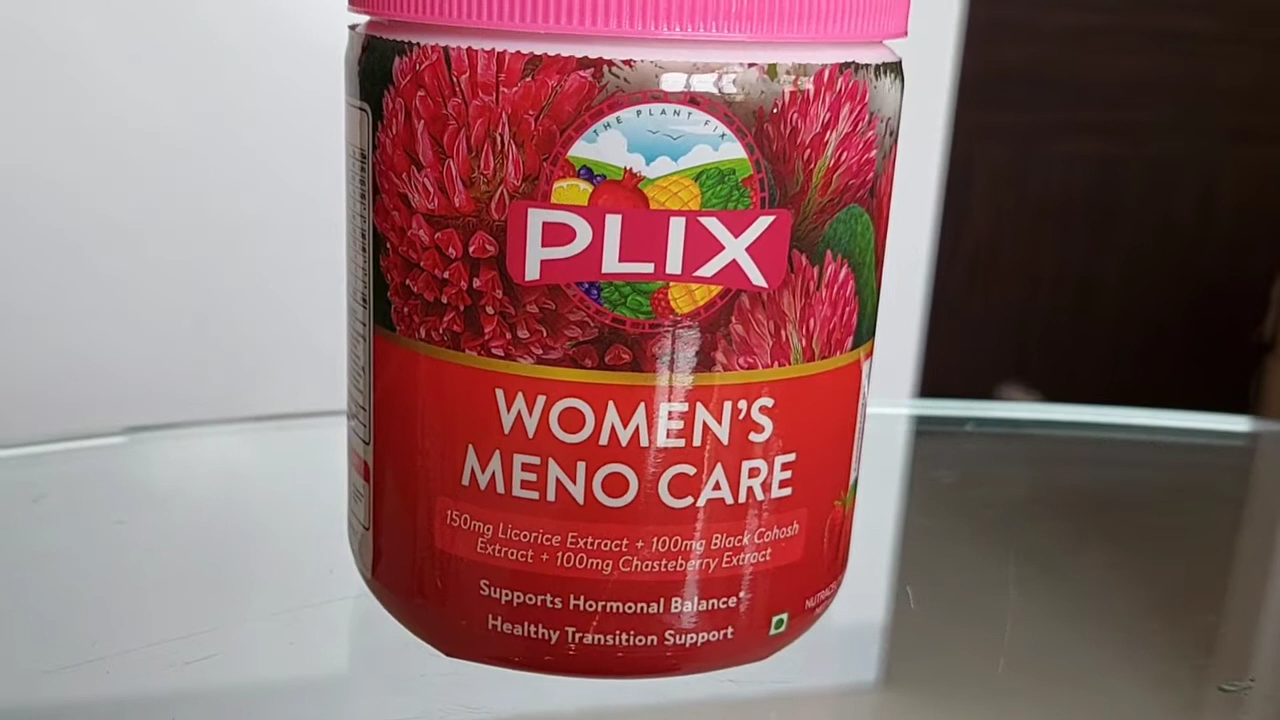 THE PLANT FIX
PLIX
WOMEN'S
MENO CARE
150mg Licorice Extract + 100mg Black Cohosh
Extract + 100mg Chasteberry Extract
Supports Hormonal Balance*
Healthy Transition Support